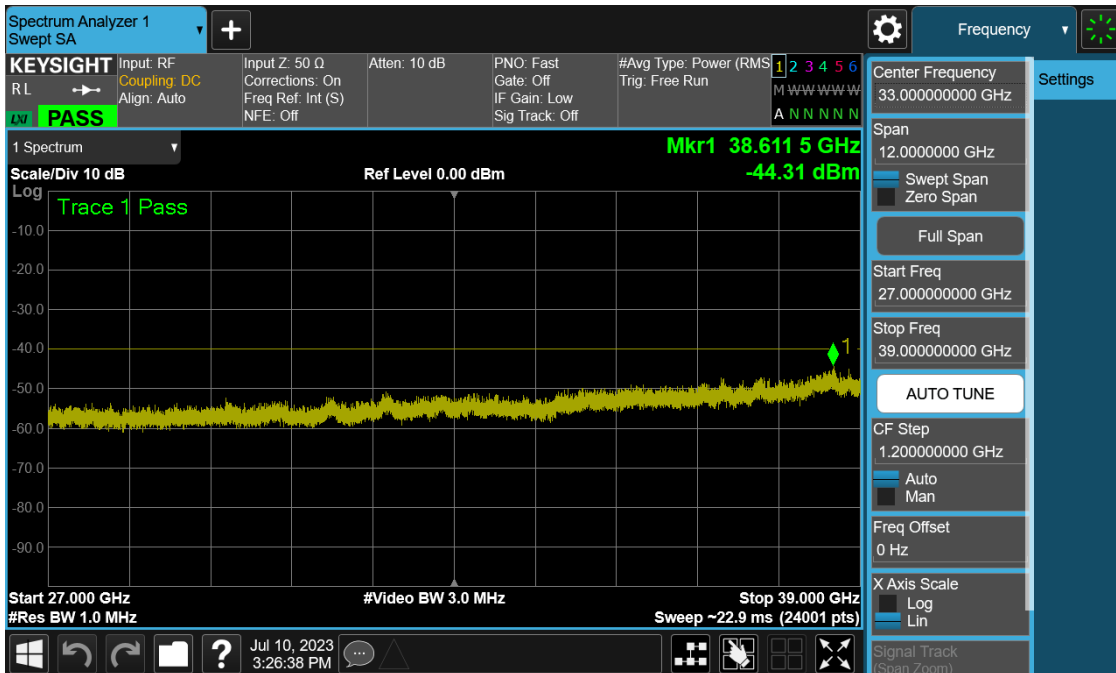 Spectrum Analyzer 1
Swept SA
+
Frequency
KEYSIGHT
RL
LXI
PASS
Input: RF
Coupling: DC
Align: Auto
Input Z: 50 Ω
Corrections: On
Freq Ref: Int (S)
NFE: Off
Atten: 10 dB
PNO: Fast
Gate: Off
IF Gain: Low
Sig Track: Off
#Avg Type: Power (RMS
Trig: Free Run
1 2 3 4 5 6
M W W W W W
A N N N N N
1 Spectrum
Scale/Div 10 dB
Ref Level 0.00 dBm
Mkr1 38.611 5 GHz
-44.31 dBm
Log
Trace 1 Pass
-10.0
-20.0
-30.0
-40.0
1
-50.0
-60.0
-70.0
-80.0
-90.0
Start 27.000 GHz
#Video BW 3.0 MHz
Stop 39.000 GHz
#Res BW 1.0 MHz
Sweep ~22.9 ms (24001 pts)
?
Jul 10, 2023
3:26:38 PM
Center Frequency
33.000000000 GHz
Settings
Span
12.0000000 GHz
Swept Span
Zero Span
Full Span
Start Freq
27.000000000 GHz
Stop Freq
39.000000000 GHz
AUTO TUNE
CF Step
1.200000000 GHz
Auto
Man
Freq Offset
0 Hz
X Axis Scale
Log
Lin
Signal Track
(Span Zoom)